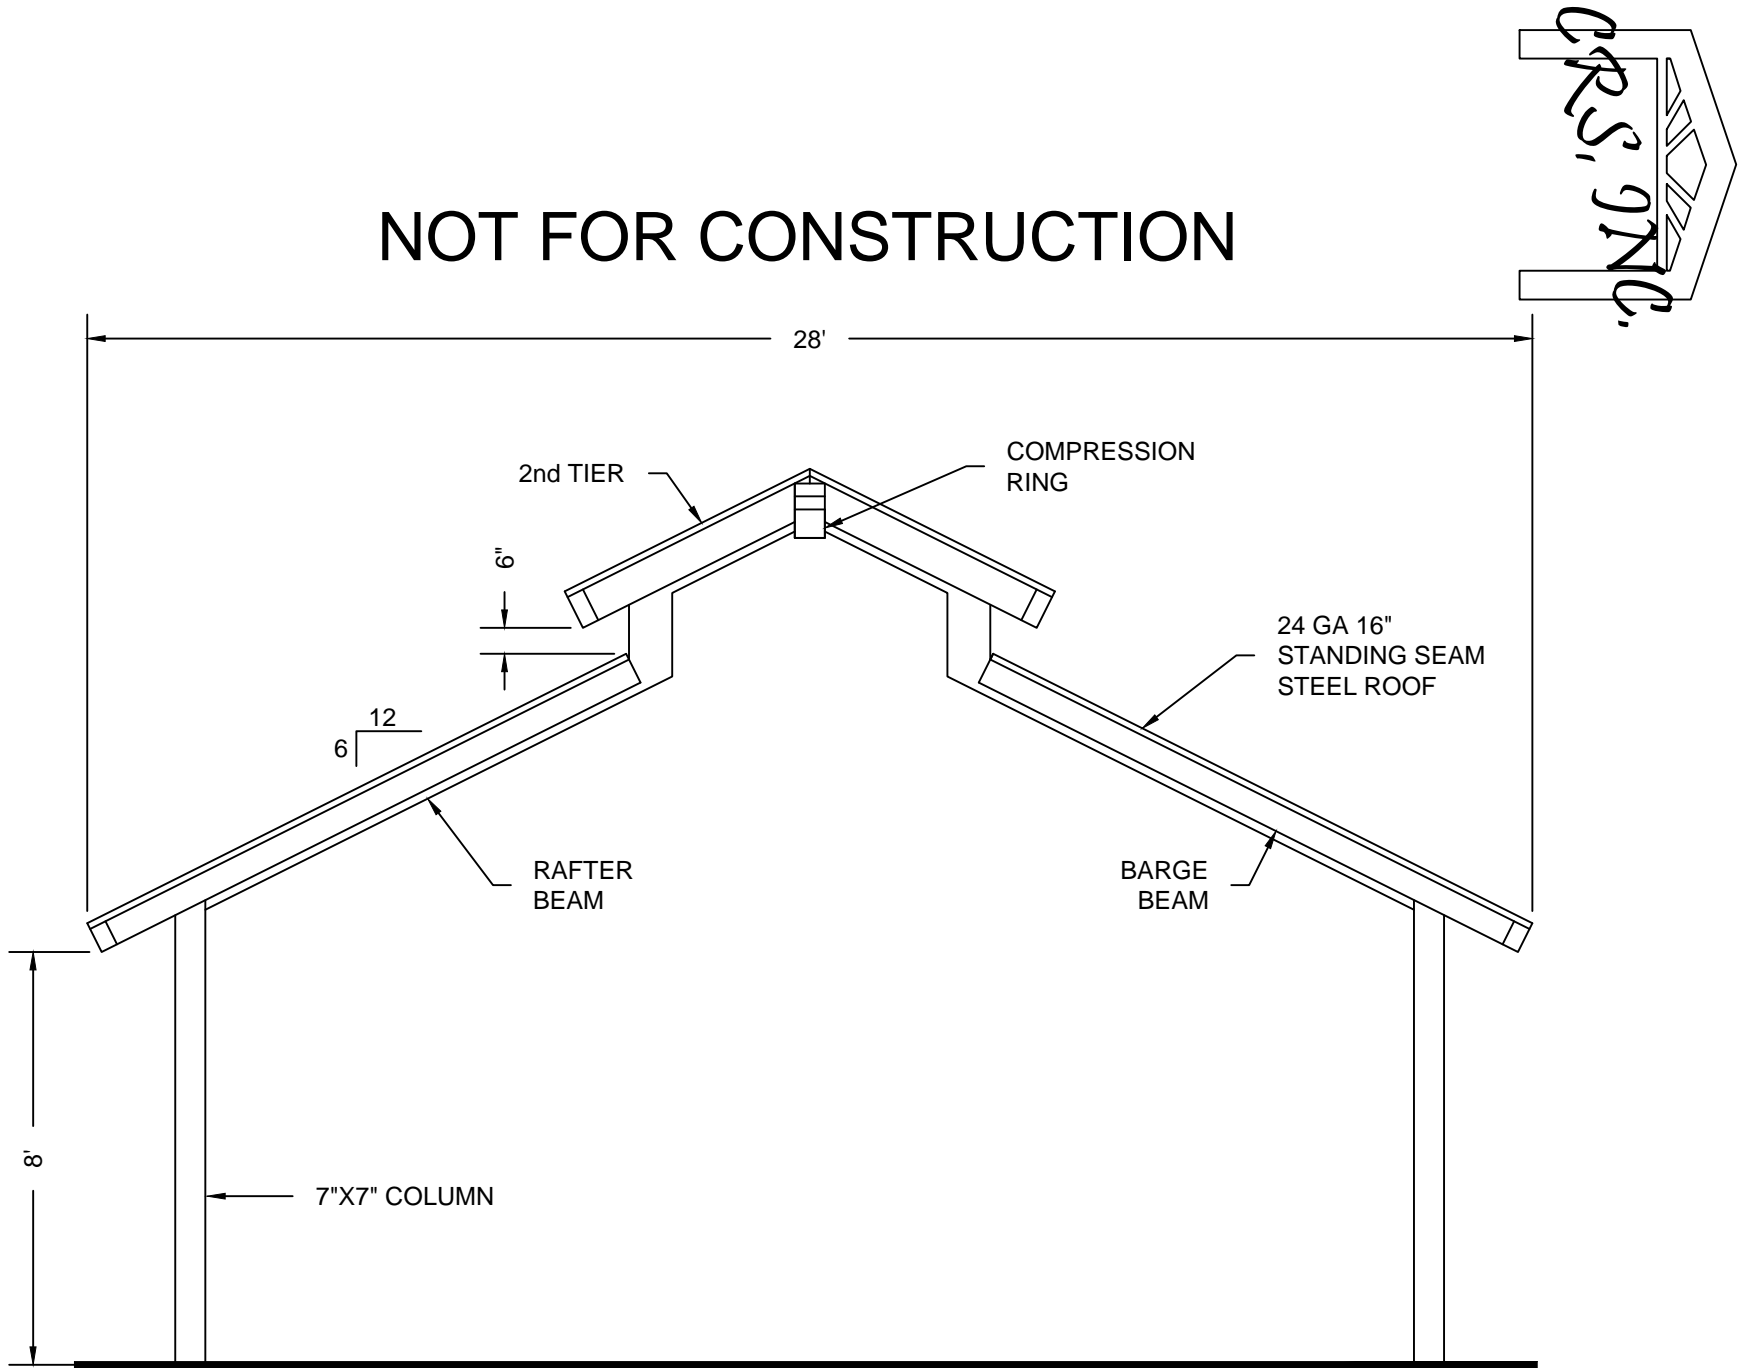 CRS, INC.
NOT FOR CONSTRUCTION
28'
2nd TIER
COMPRESSION
RING
6"
24 GA 16"
STANDING SEAM
STEEL ROOF
12
6
RAFTER
BEAM
BARGE
BEAM
8'
7"X7" COLUMN